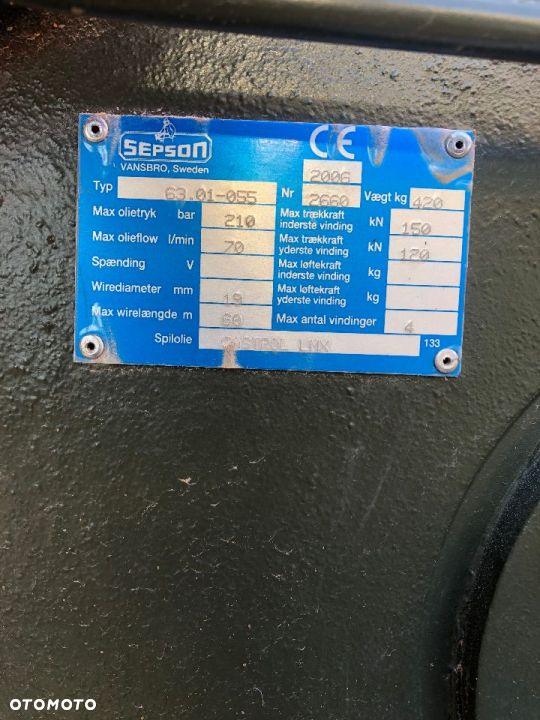 SEPSON
VANSBRO, Sweden
CE
2006
Typ 63.01-055 Nr 2660 Vægt kg 420
Max olietryk bar 210 Max trækkraft inderste vinding kN 150
Max olieflow l/min 70 Max trækkraft yderste vinding kN 120
Spænding V Max løftekraft inderste vinding kg
Wirediameter mm 19 Max løftekraft yderste vinding kg
Max wirelængde m 60 Max antal vindinger 4
Spilolie CASTROL LMX 133
OTOMOTO